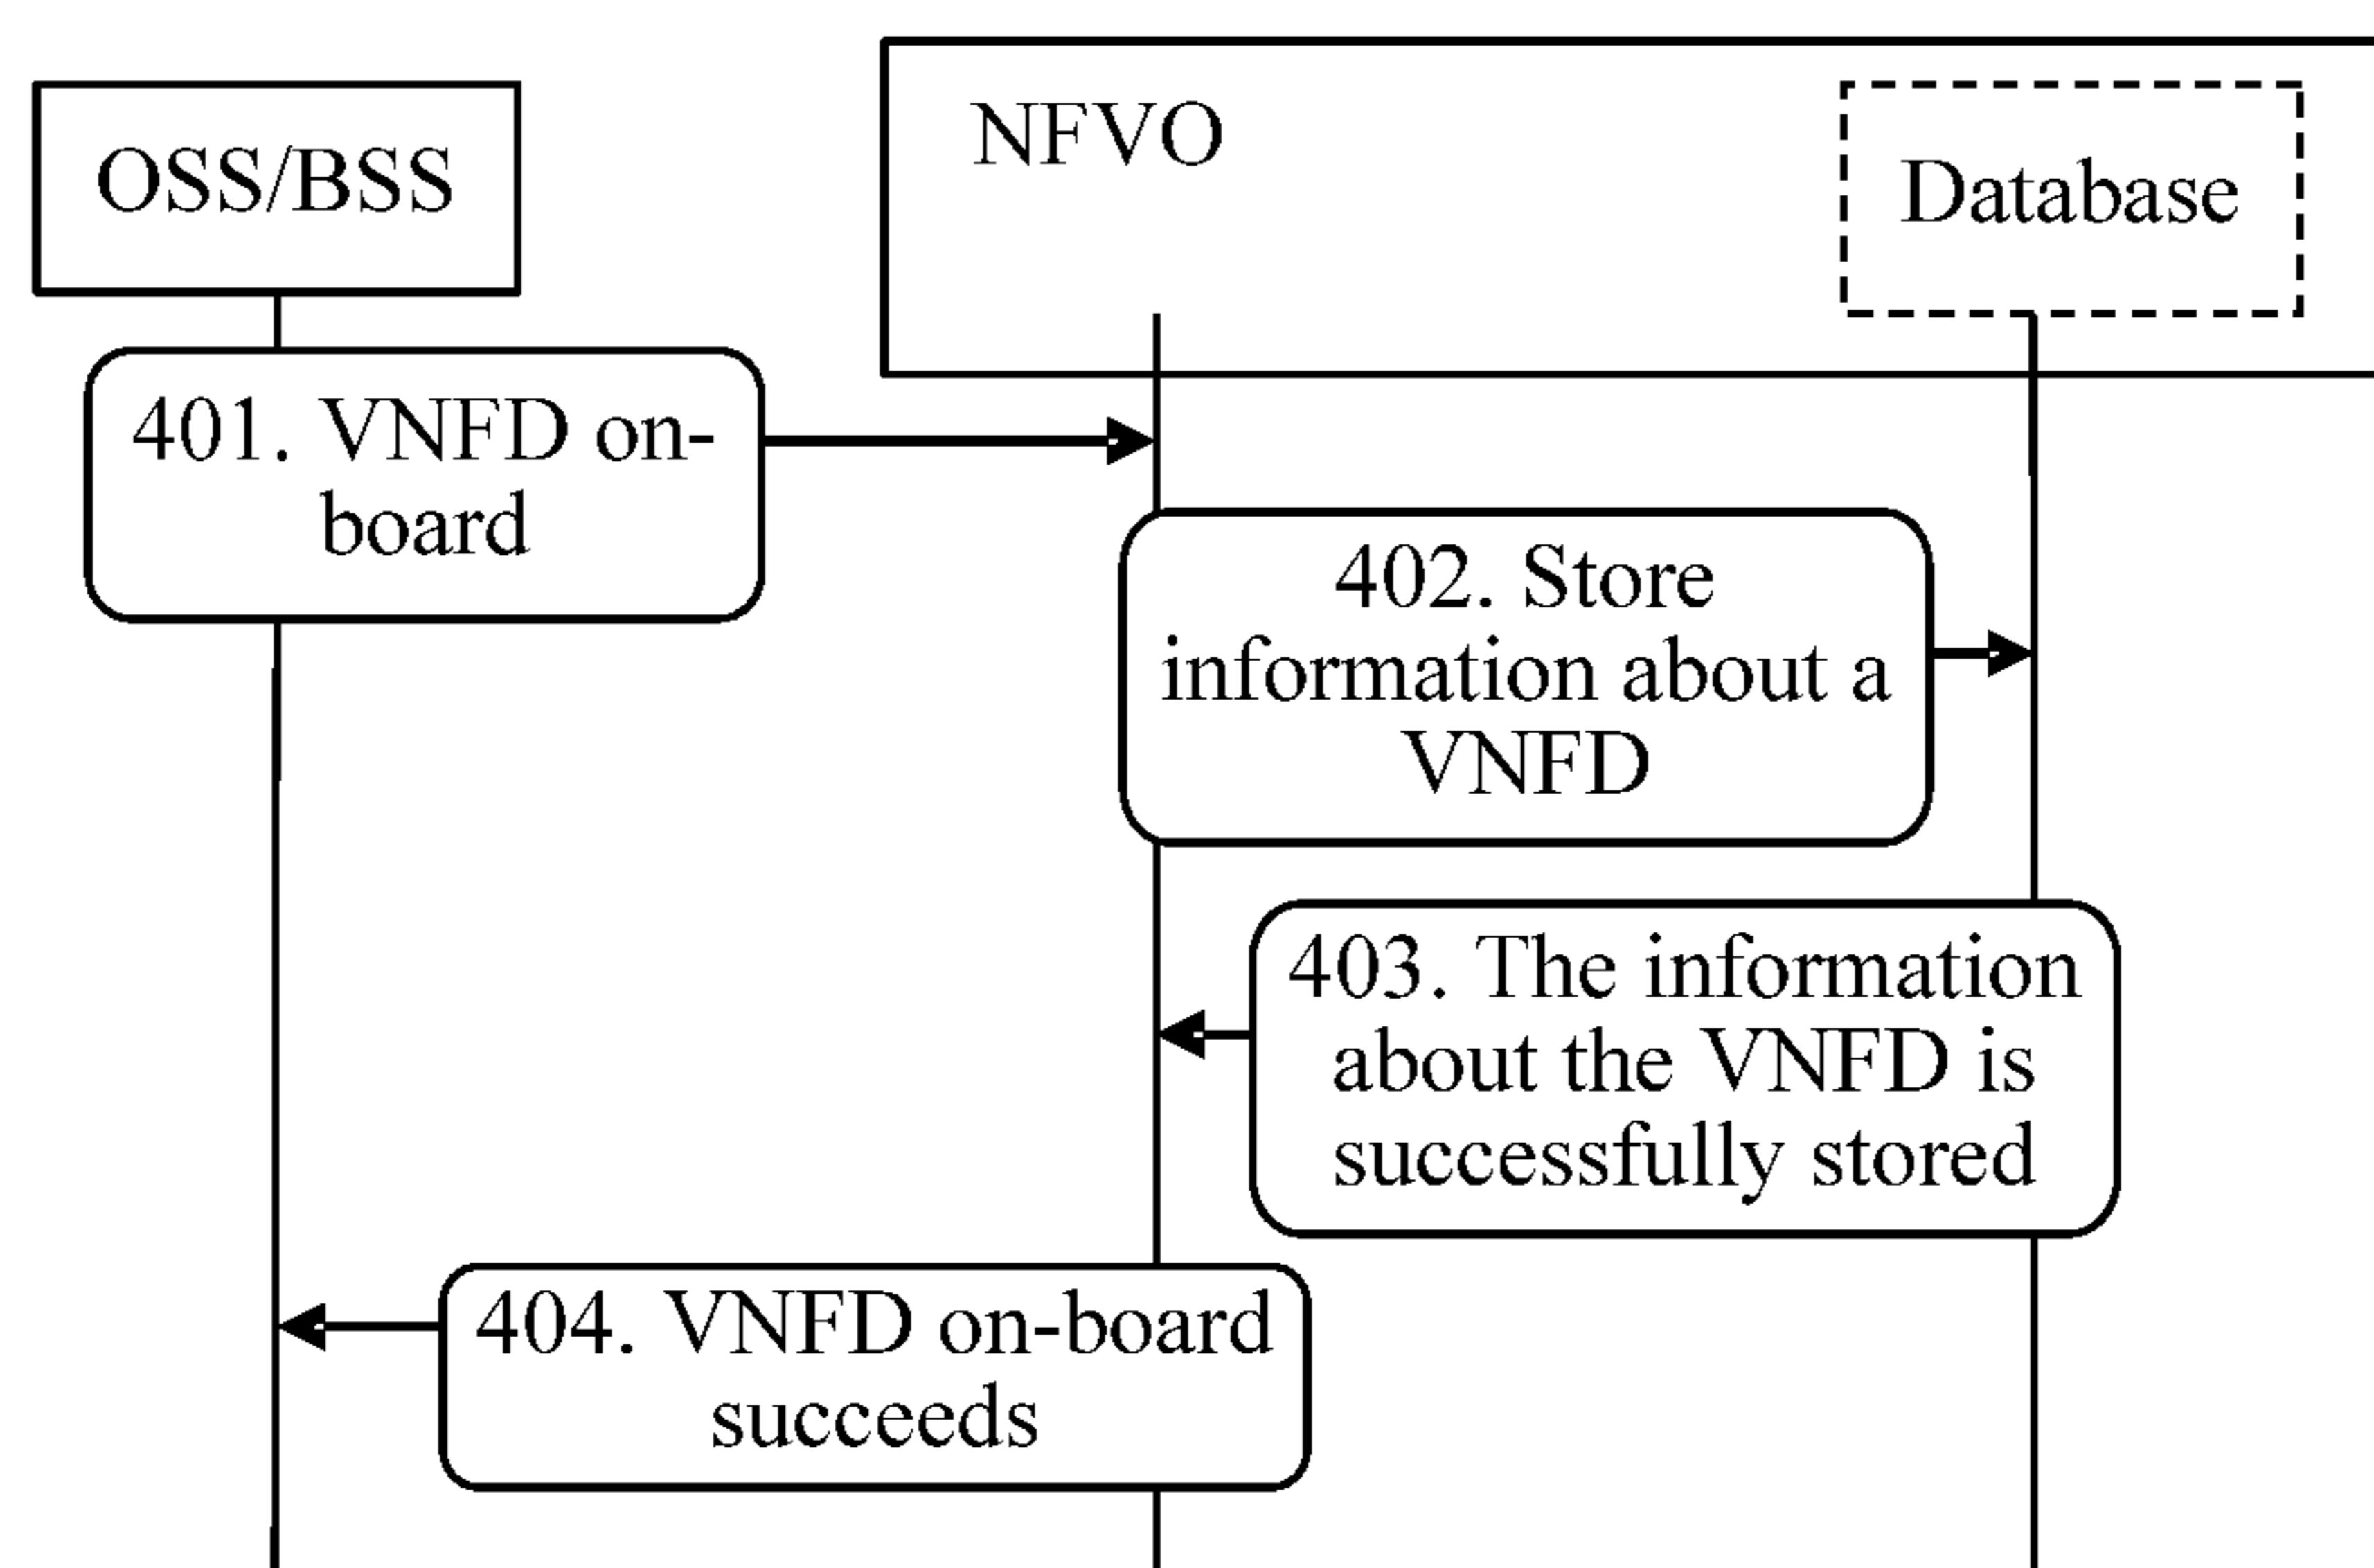 OSS/BSS
NFVO
Database
401. VNFD on-
board
402. Store
information about a
VNFD
403. The information
about the VNFD is
successfully stored
404. VNFD on-board
succeeds